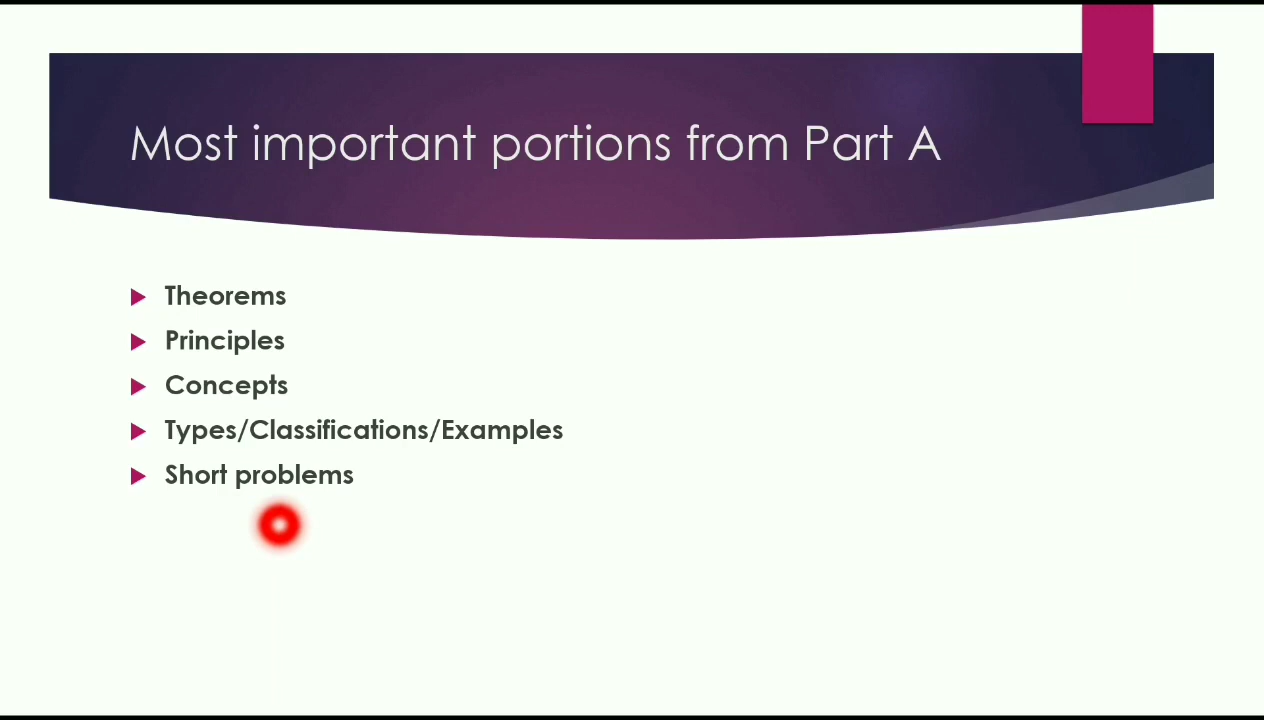 Most important portions from Part A
Theorems
Principles
Concepts
Types/Classifications/Examples
Short problems